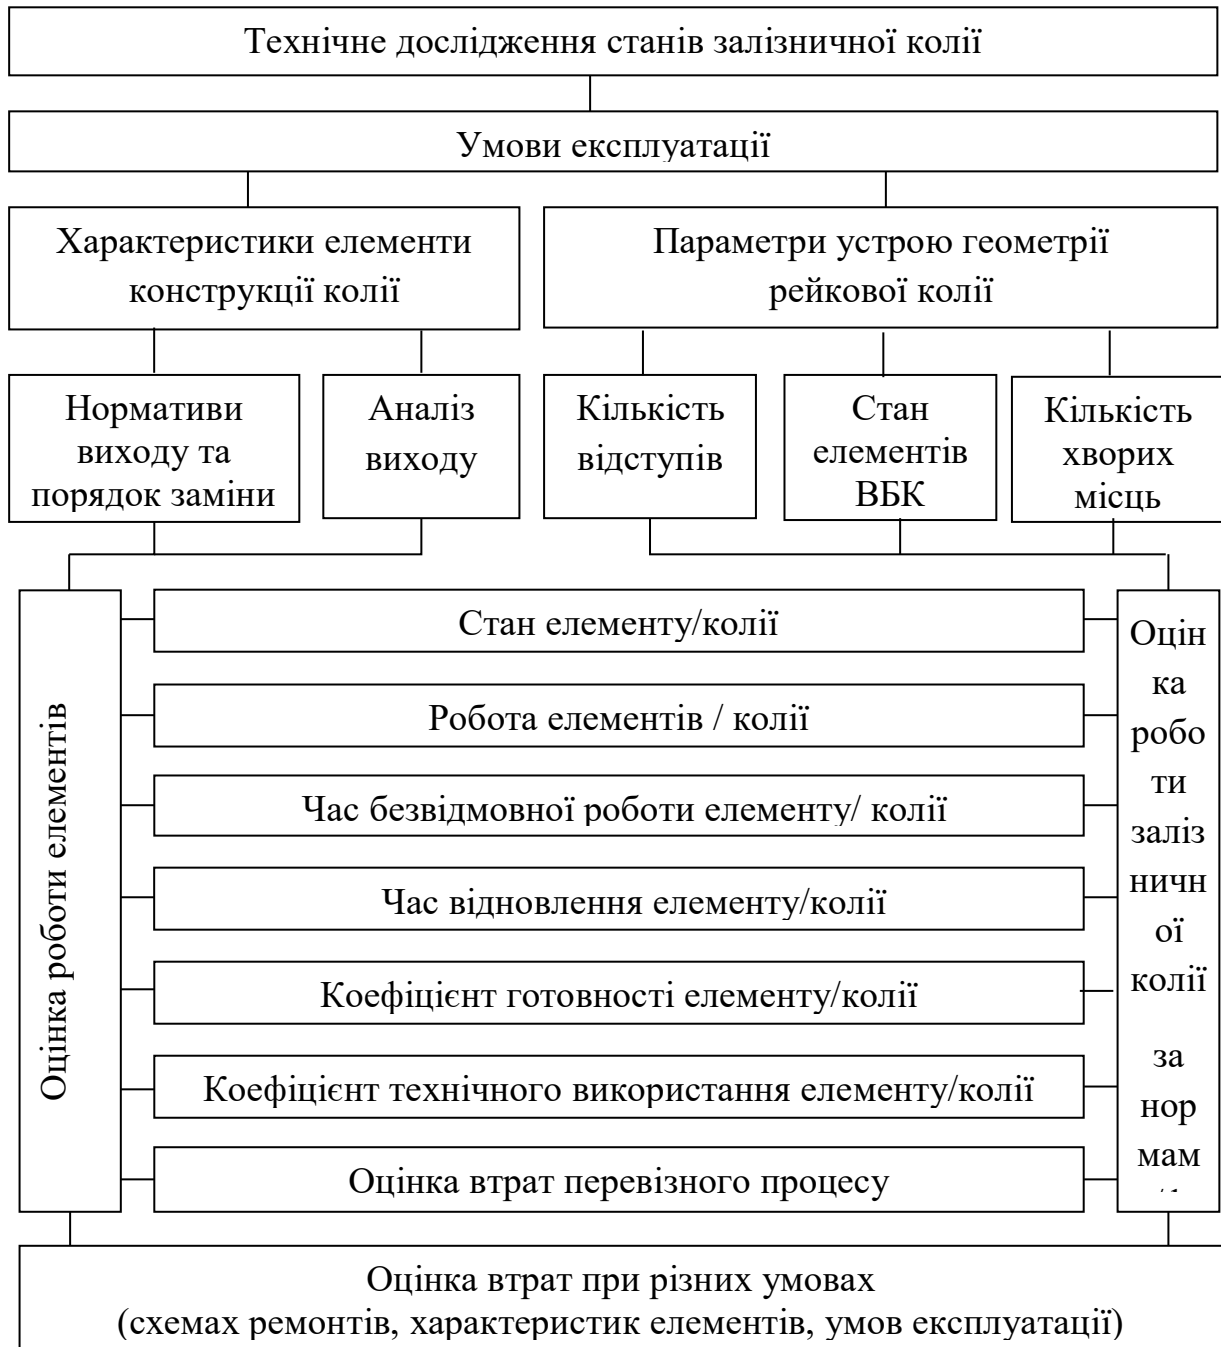 Технічне дослідження станів залізничної колії
Умови експлуатації
Характеристики елементи
конструкції колії
Параметри устрою геометрії
рейкової колії
Нормативи
виходу та
порядок заміни
Аналіз
виходу
Кількість
відступів
Стан
елементів
ВБК
Кількість
хворих
місць
Оцінка роботи елементів
Стан елементу/колії
Робота елементів / колії
Час безвідмовної роботи елементу/ колії
Час відновлення елементу/колії
Коефіцієнт готовності елементу/колії
Коефіцієнт технічного використання елементу/колії
Оцінка втрат перевізного процесу
Оцін
ка
робо
ти
заліз
ничн
ої
колії
за
нор
мам
Оцінка втрат при різних умовах
(схемах ремонтів, характеристик елементів, умов експлуатації)